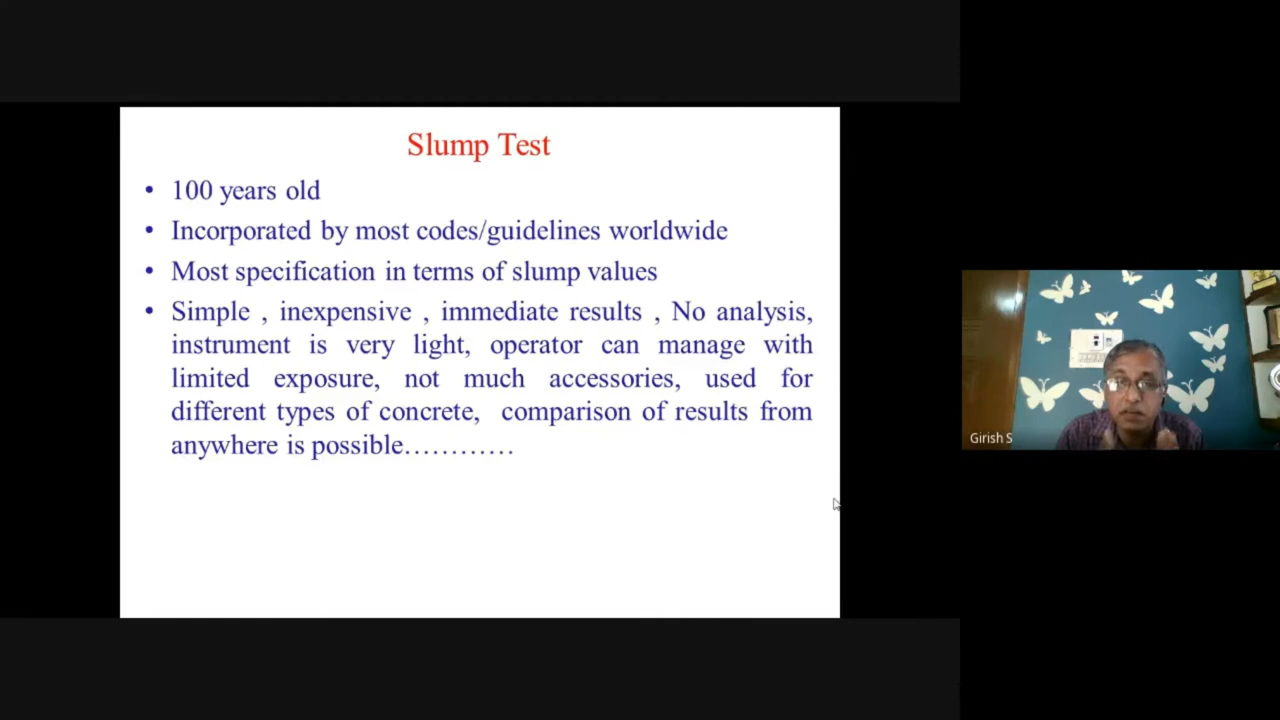 Slump Test
• 100 years old
• Incorporated by most codes/guidelines worldwide
• Most specification in terms of slump values
• Simple , inexpensive , immediate results , No analysis,
instrument is very light, operator can manage with
limited exposure, not much accessories, used for
different types of concrete, comparison of results from
anywhere is possible…………
Girish S